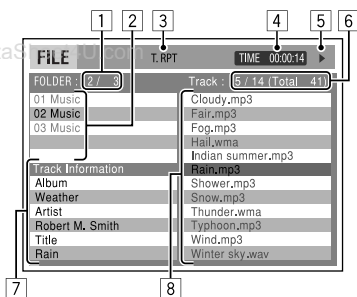 1 2 3 4 5 6
FiLE T. RPT TIME 00:00:14
FOLDER : 2 / 3 Track : 5 / 14 (Total 41)
01 Music
02 Music
03 Music
Track Information
Album
Weather
Artist
Robert M. Smith
Title
Rain
Cloudy.mp3
Fair.mp3
Fog.mp3
Hail.wma
Indian summer.mp3
Rain.mp3
Shower.mp3
Snow.mp3
Thunder.wma
Typhoon.mp3
Wind.mp3
Winter sky.wav
7 8